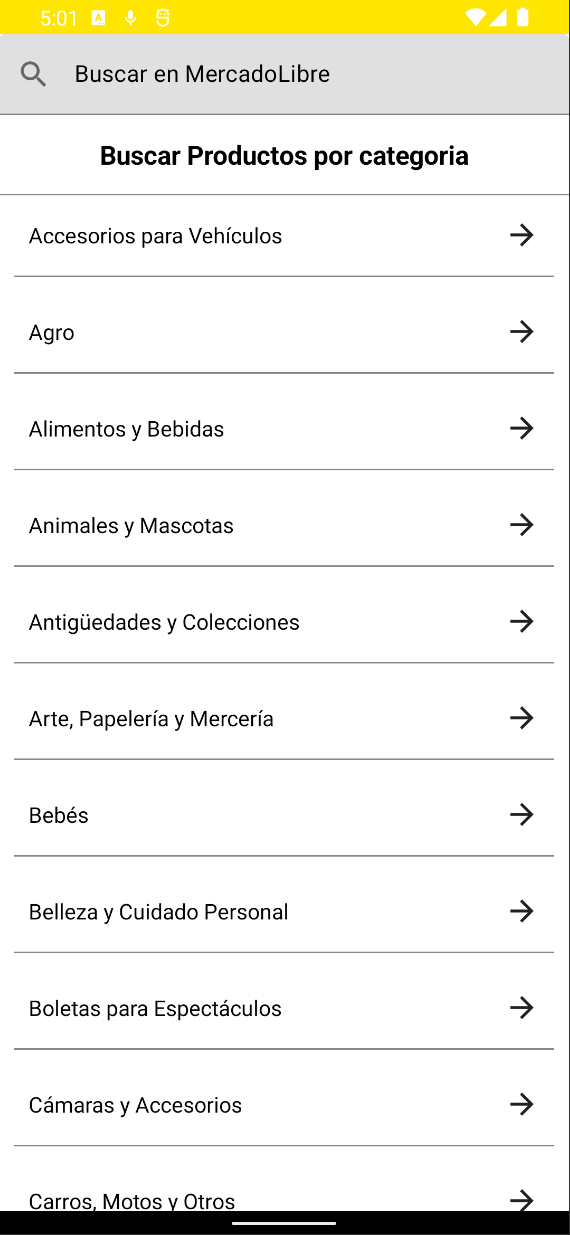 5:01
Buscar en MercadoLibre
Buscar Productos por categoria
Accesorios para Vehículos
Agro
Alimentos y Bebidas
Animales y Mascotas
Antigüedades y Colecciones
Arte, Papelería y Mercería
Bebés
Belleza y Cuidado Personal
Boletas para Espectáculos
Cámaras y Accesorios
Carros, Motos y Otros